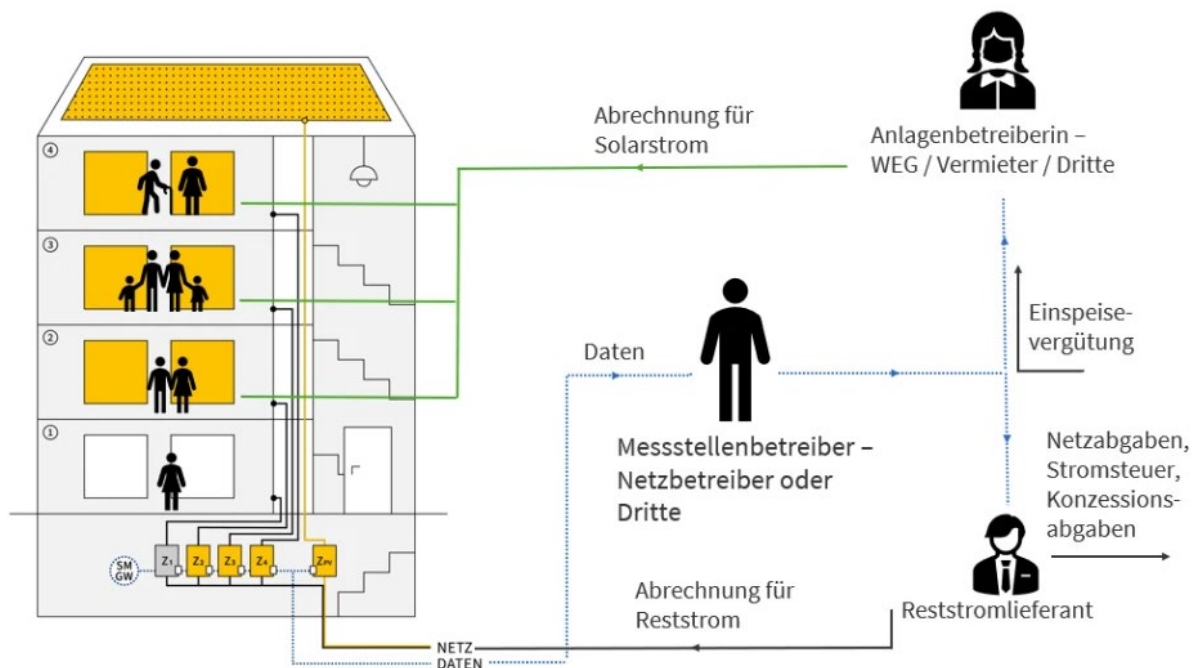 Abrechnung für
Solarstrom
Anlagenbetreiberin –
WEG / Vermieter / Dritte
④
③
②
①
Daten
Einspeise-
vergütung
Messstellenbetreiber –
Netzbetreiber oder
Dritte
Netzabgaben,
Stromsteuer,
Konzessions-
abgaben
SM
GW
Z₁
Z₂
Z₃
Z₄
Zₚᵥ
Abrechnung für
Reststrom
Reststromlieferant
NETZ
DATEN